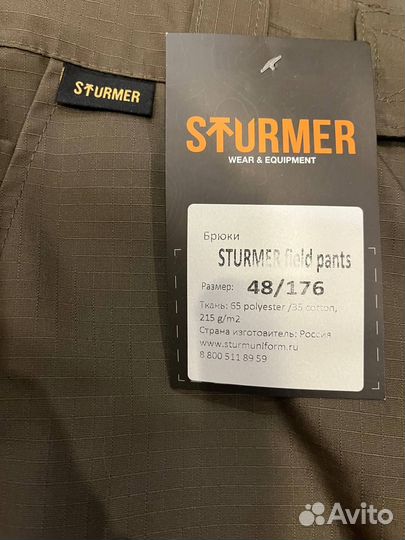 STURMER
STURMER
WEAR & EQUIPMENT
Брюки
STURMER field pants
Размер: 48/176
Ткань: 65 polyester /35 cotton,
215 g/m2
Страна изготовитель: Россия
www.sturmuniform.ru
8 800 511 89 59
Avito